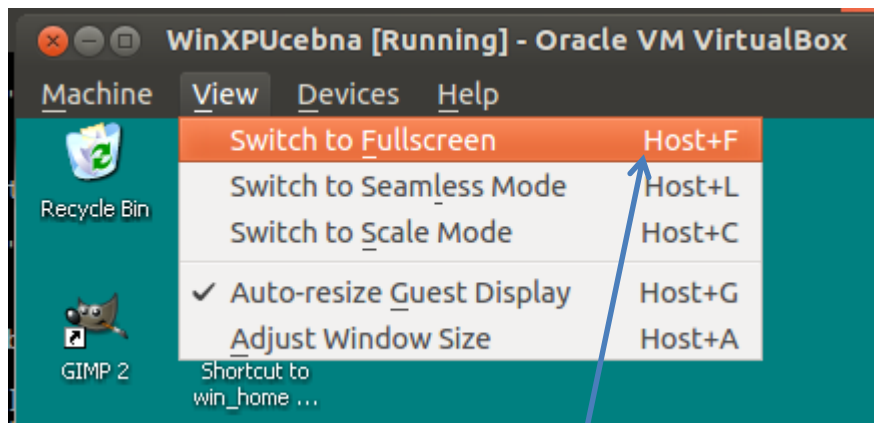 WinXPUcebna [Running] - Oracle VM VirtualBox
Machine View Devices Help
Switch to Fullscreen Host+F
Switch to Seamless Mode Host+L
Switch to Scale Mode Host+C
✓ Auto-resize Guest Display Host+G
Adjust Window Size Host+A
Recycle Bin
GIMP 2
Shortcut to
win_home ...